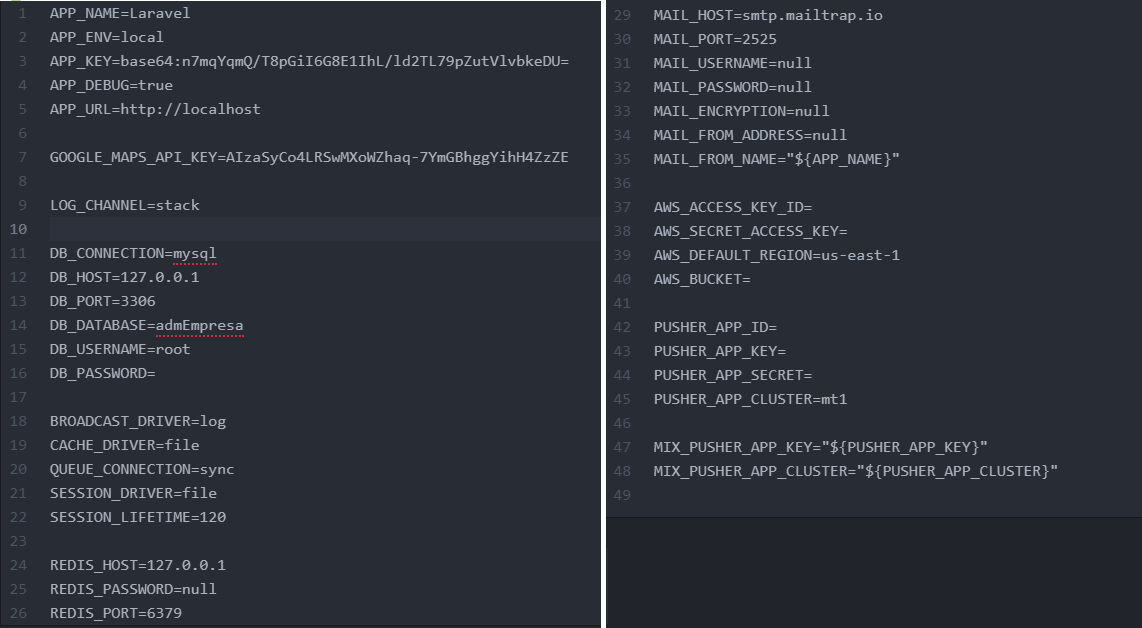 1 APP_NAME=Laravel
2 APP_ENV=local
3 APP_KEY=base64:n7mqYqmQ/T8pGiI6G8E1IhL/ld2TL79pZutVlvbkeDU=
4 APP_DEBUG=true
5 APP_URL=http://localhost
6
7 GOOGLE_MAPS_API_KEY=AIzaSyCo4LRSwMXoWZhaq-7YmGBhggYihH4ZzZE
8
9 LOG_CHANNEL=stack
10
11 DB_CONNECTION=mysql
12 DB_HOST=127.0.0.1
13 DB_PORT=3306
14 DB_DATABASE=admEmpresa
15 DB_USERNAME=root
16 DB_PASSWORD=
17
18 BROADCAST_DRIVER=log
19 CACHE_DRIVER=file
20 QUEUE_CONNECTION=sync
21 SESSION_DRIVER=file
22 SESSION_LIFETIME=120
23
24 REDIS_HOST=127.0.0.1
25 REDIS_PASSWORD=null
26 REDIS_PORT=6379
29 MAIL_HOST=smtp.mailtrap.io
30 MAIL_PORT=2525
31 MAIL_USERNAME=null
32 MAIL_PASSWORD=null
33 MAIL_ENCRYPTION=null
34 MAIL_FROM_ADDRESS=null
35 MAIL_FROM_NAME="${APP_NAME}"
36
37 AWS_ACCESS_KEY_ID=
38 AWS_SECRET_ACCESS_KEY=
39 AWS_DEFAULT_REGION=us-east-1
40 AWS_BUCKET=
41
42 PUSHER_APP_ID=
43 PUSHER_APP_KEY=
44 PUSHER_APP_SECRET=
45 PUSHER_APP_CLUSTER=mt1
46
47 MIX_PUSHER_APP_KEY="${PUSHER_APP_KEY}"
48 MIX_PUSHER_APP_CLUSTER="${PUSHER_APP_CLUSTER}"
49